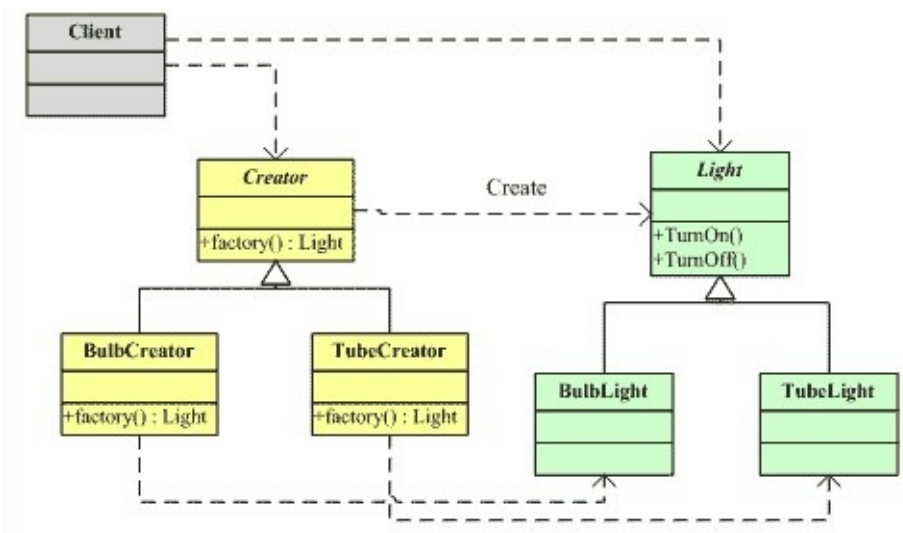 Client
Creator
+factory() : Light
Create
Light
+TurnOn()
+TurnOff()
BulbCreator
+factory() : Light
TubeCreator
+factory() : Light
BulbLight
TubeLight